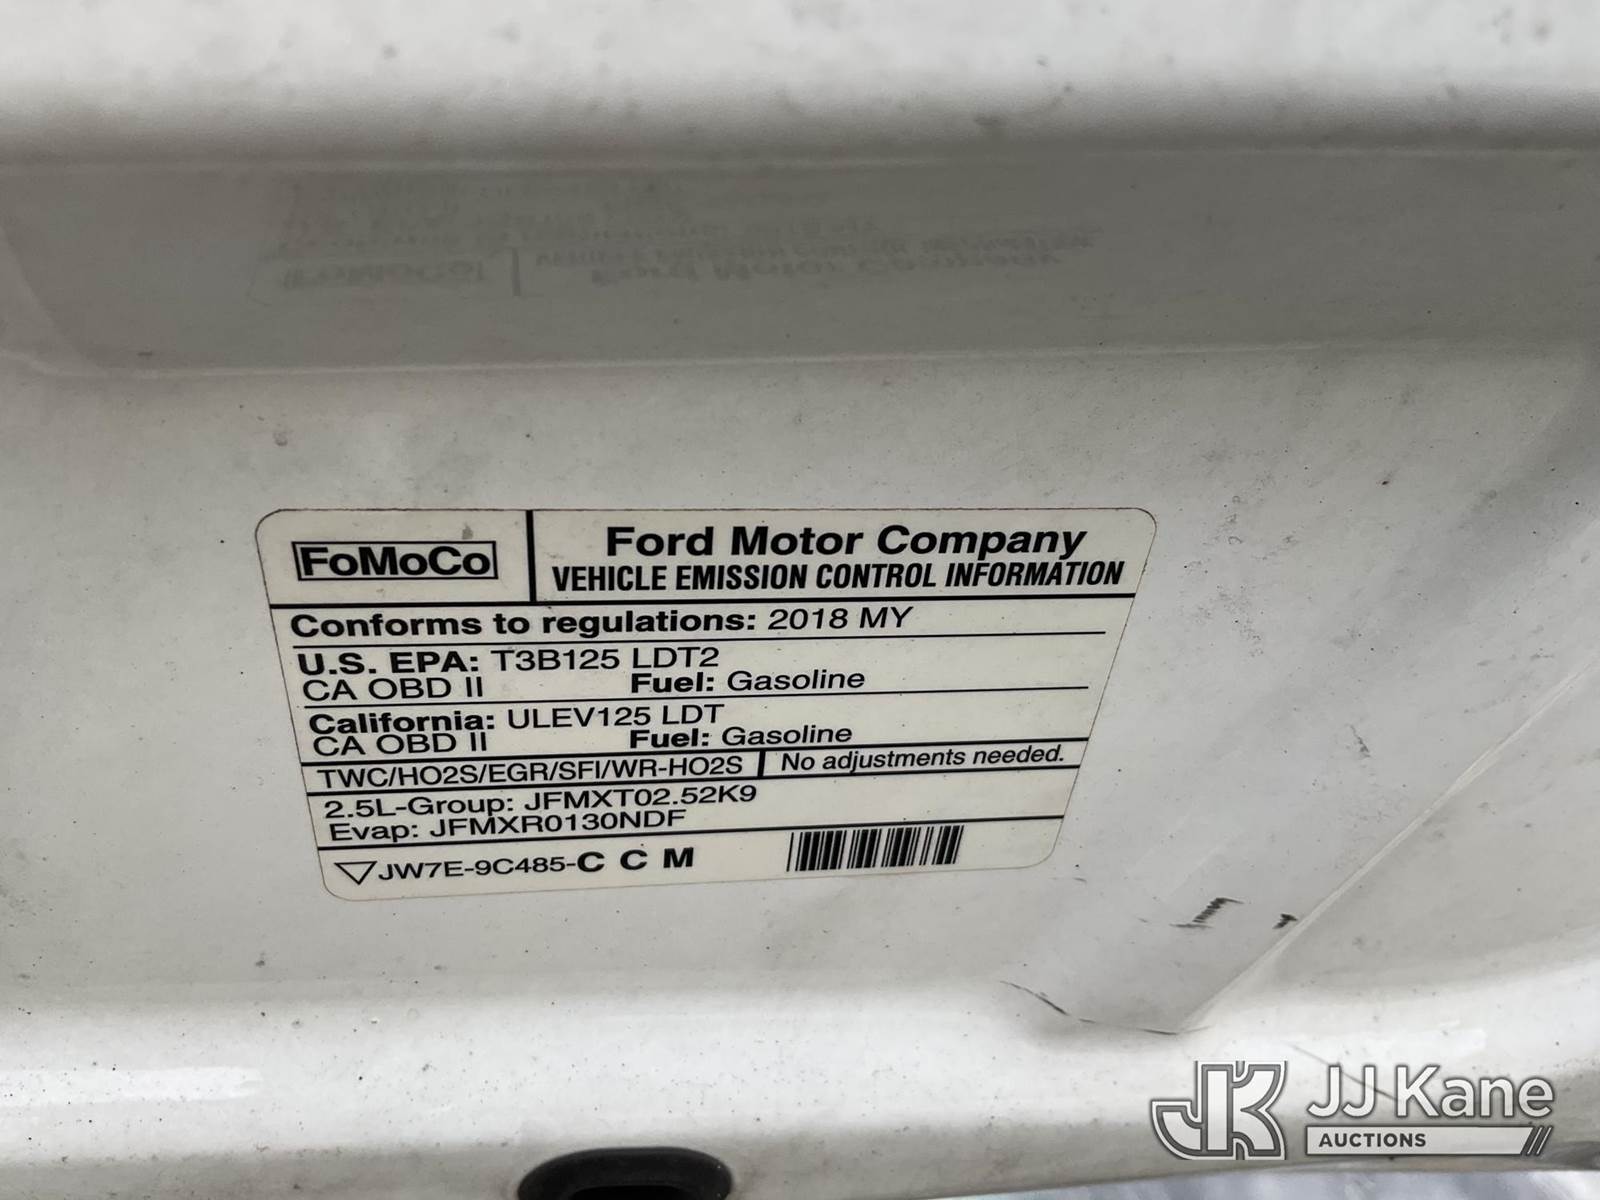 FoMoCo
Ford Motor Company
VEHICLE EMISSION CONTROL INFORMATION
Conforms to regulations: 2018 MY
U.S. EPA: T3B125 LDT2
CA OBD II Fuel: Gasoline
California: ULEV125 LDT
CA OBD II Fuel: Gasoline
TWC/HO2S/EGR/SFI/WR-HO2S No adjustments needed.
2.5L-Group: JFMXT02.52K9
Evap: JFMXR0130NDF
JW7E-9C485-C C M
JK JJ Kane
AUCTIONS